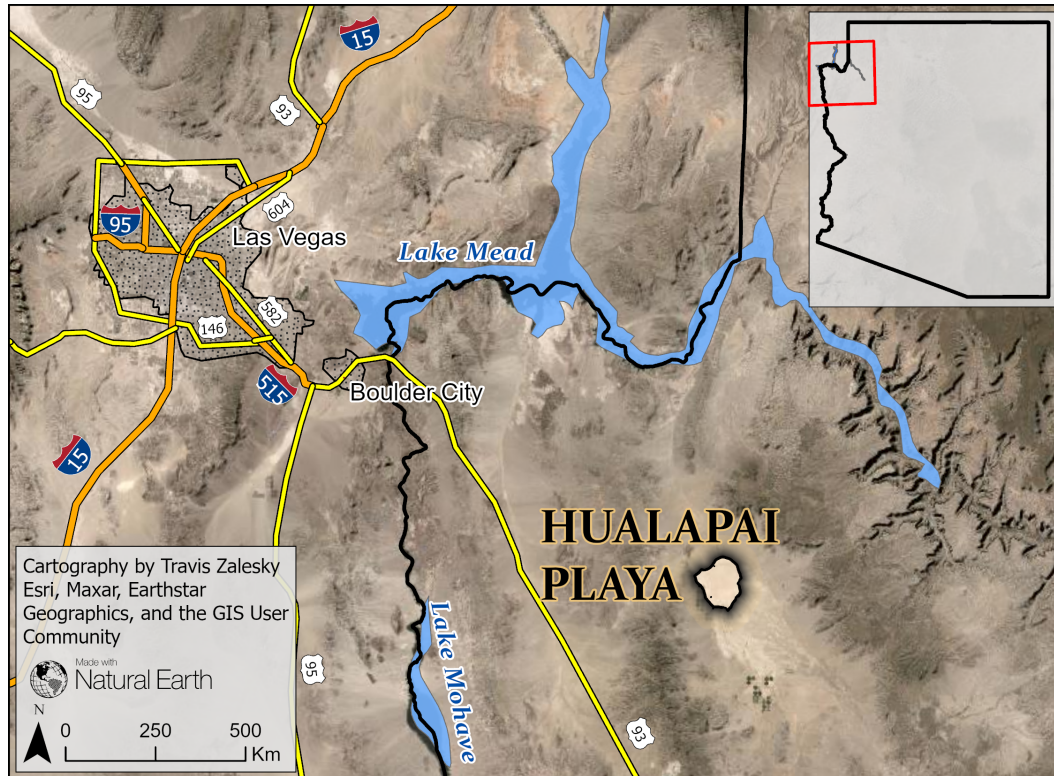 15
95
93
604
95
Las Vegas
Lake Mead
582
146
515
Boulder City
15
HUALAPAI
PLAYA
Cartography by Travis Zalesky
Esri, Maxar, Earthstar
Geographics, and the GIS User
Community
Made with
Natural Earth
N
0 250 500
Km
95
Lake Mohave
93